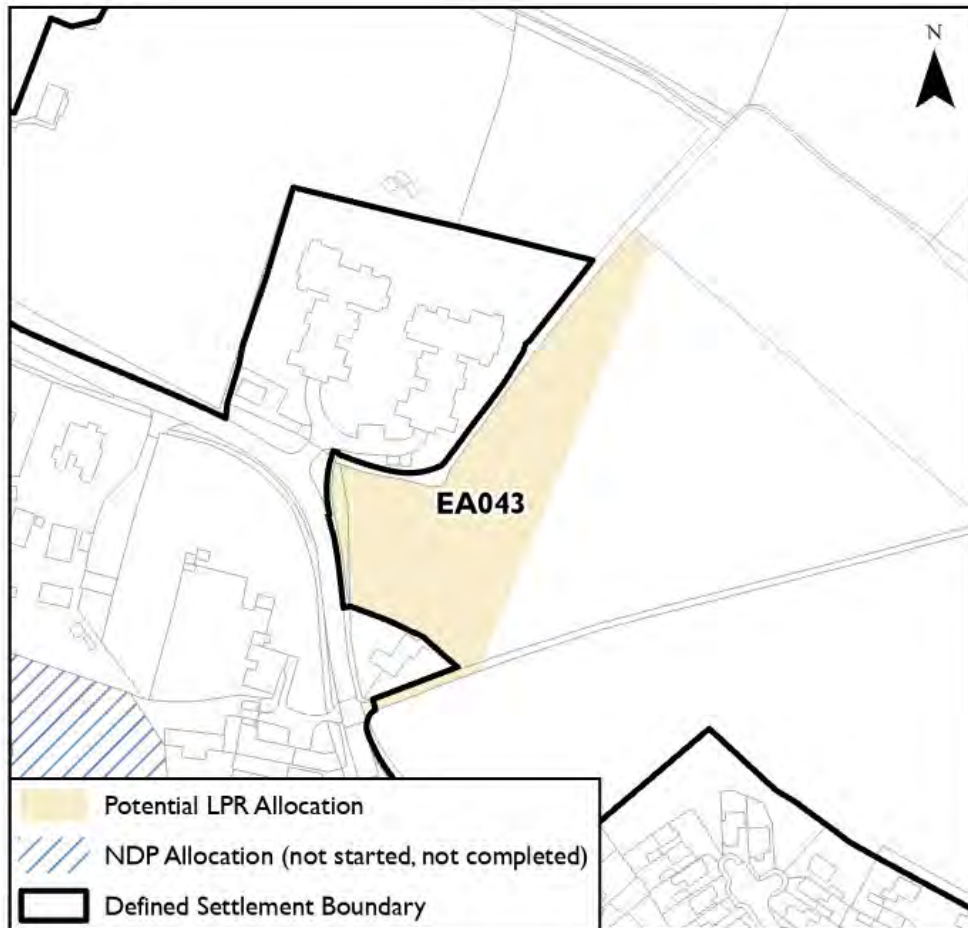 N
EA043
Potential LPR Allocation
NDP Allocation (not started, not completed)
Defined Settlement Boundary